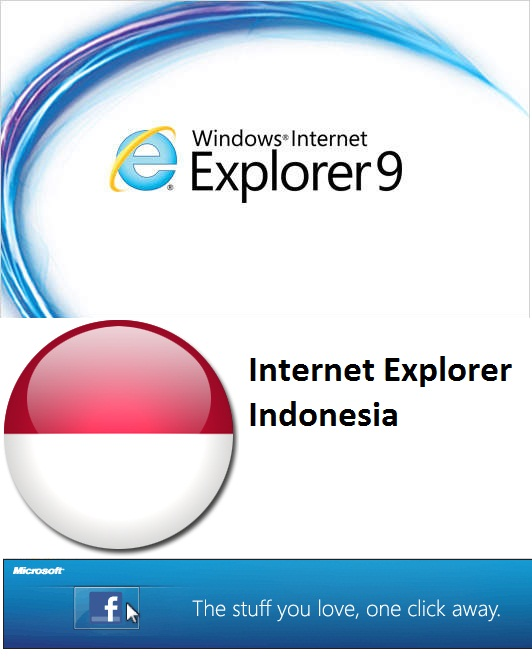 Windows® Internet
Explorer 9
Internet Explorer
Indonesia
Microsoft®
f
The stuff you love, one click away.